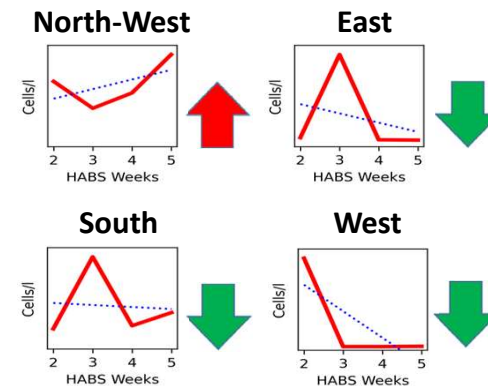 North-West
Cells/l
2 3 4 5
HABS Weeks
East
Cells/l
2 3 4 5
HABS Weeks
South
Cells/l
2 3 4 5
HABS Weeks
West
Cells/l
2 3 4 5
HABS Weeks